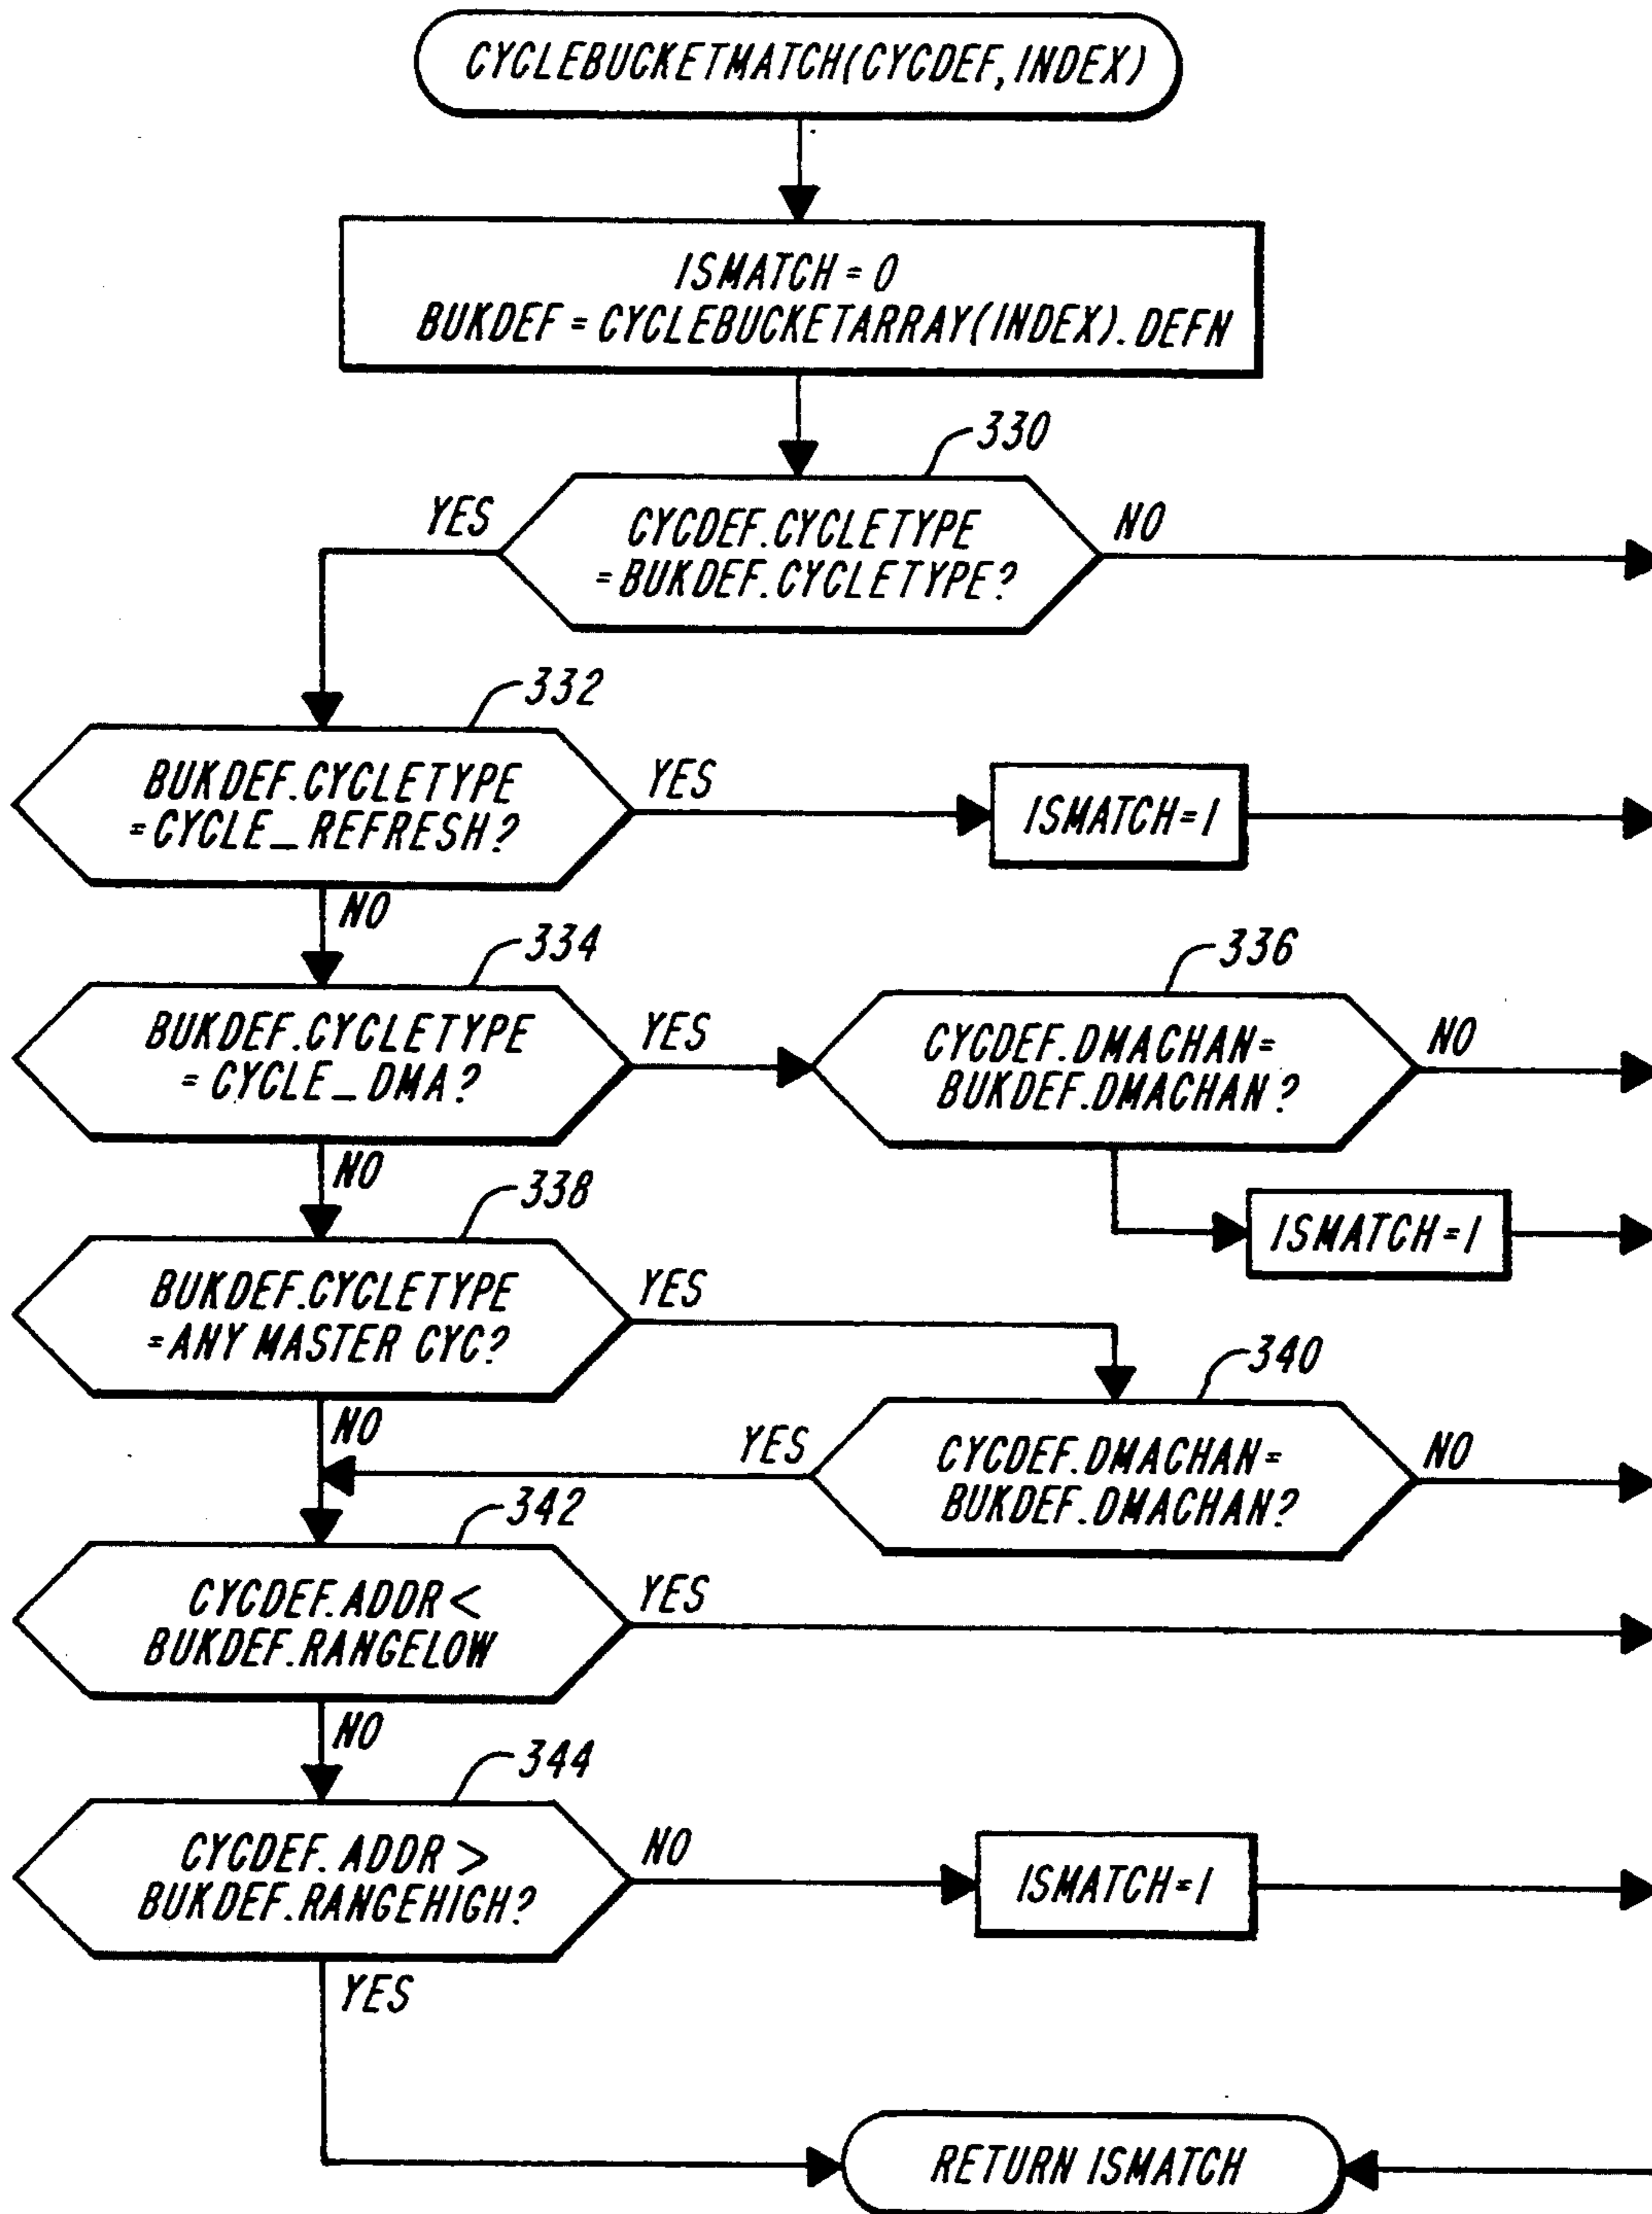 CYCLEBUCKETMATCH(CYCDEF,INDEX)
ISMATCH=0
BUKDEF=CYCLEBUCKETARRAY(INDEX).DEFN
330
YES
CYCDEF.CYCLETYPE
=BUKDEF.CYCLETYPE?
NO
332
BUKDEF.CYCLETYPE
=CYCLE_REFRESH?
YES
ISMATCH=1
NO
334
BUKDEF.CYCLETYPE
=CYCLE_DMA?
YES
336
CYCDEF.DMACHAN=
BUKDEF.DMACHAN?
NO
ISMATCH=1
NO
338
BUKDEF.CYCLETYPE
=ANY MASTER CYC?
YES
340
CYCDEF.DMACHAN=
BUKDEF.DMACHAN?
YES
NO
NO
342
CYCDEF.ADDR<
BUKDEF.RANGELOW
YES
NO
344
CYCDEF.ADDR>
BUKDEF.RANGEHIGH?
NO
ISMATCH=1
YES
RETURN ISMATCH